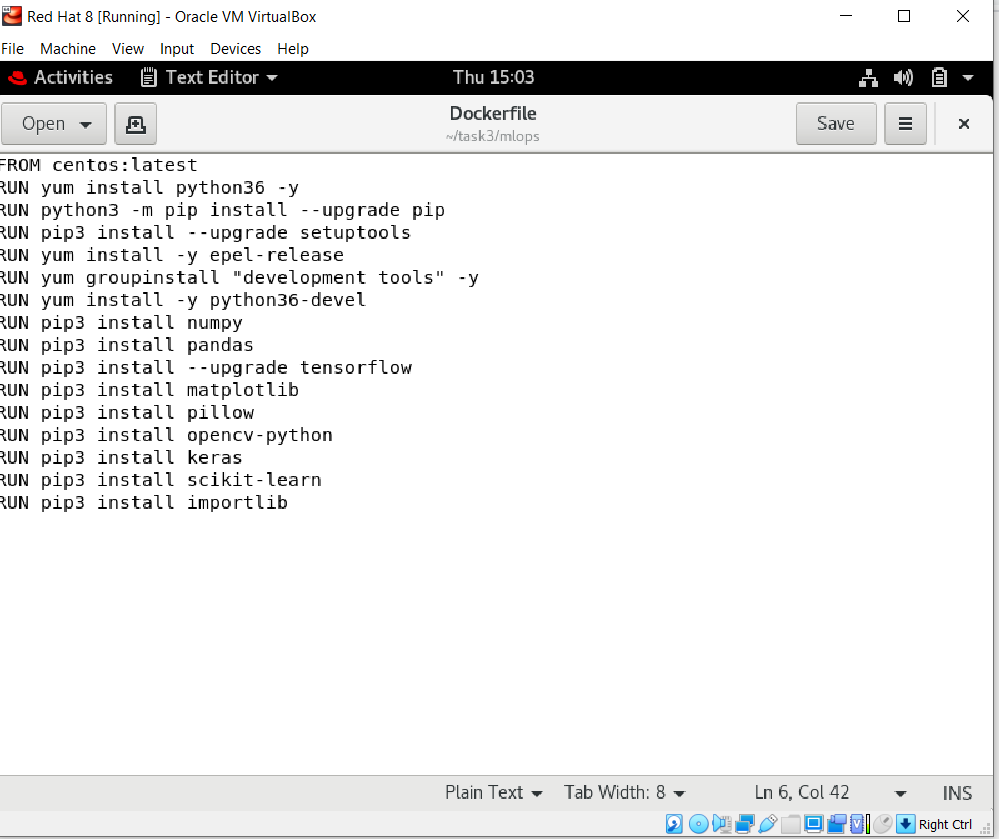 Red Hat 8 [Running] - Oracle VM VirtualBox
File Machine View Input Devices Help
Activities Text Editor Thu 15:03
Open Dockerfile Save
~/task3/mlops
FROM centos:latest
RUN yum install python36 -y
RUN python3 -m pip install --upgrade pip
RUN pip3 install --upgrade setuptools
RUN yum install -y epel-release
RUN yum groupinstall "development tools" -y
RUN yum install -y python36-devel
RUN pip3 install numpy
RUN pip3 install pandas
RUN pip3 install --upgrade tensorflow
RUN pip3 install matplotlib
RUN pip3 install pillow
RUN pip3 install opencv-python
RUN pip3 install keras
RUN pip3 install scikit-learn
RUN pip3 install importlib
Plain Text Tab Width: 8 Ln 6, Col 42 INS
Right Ctrl